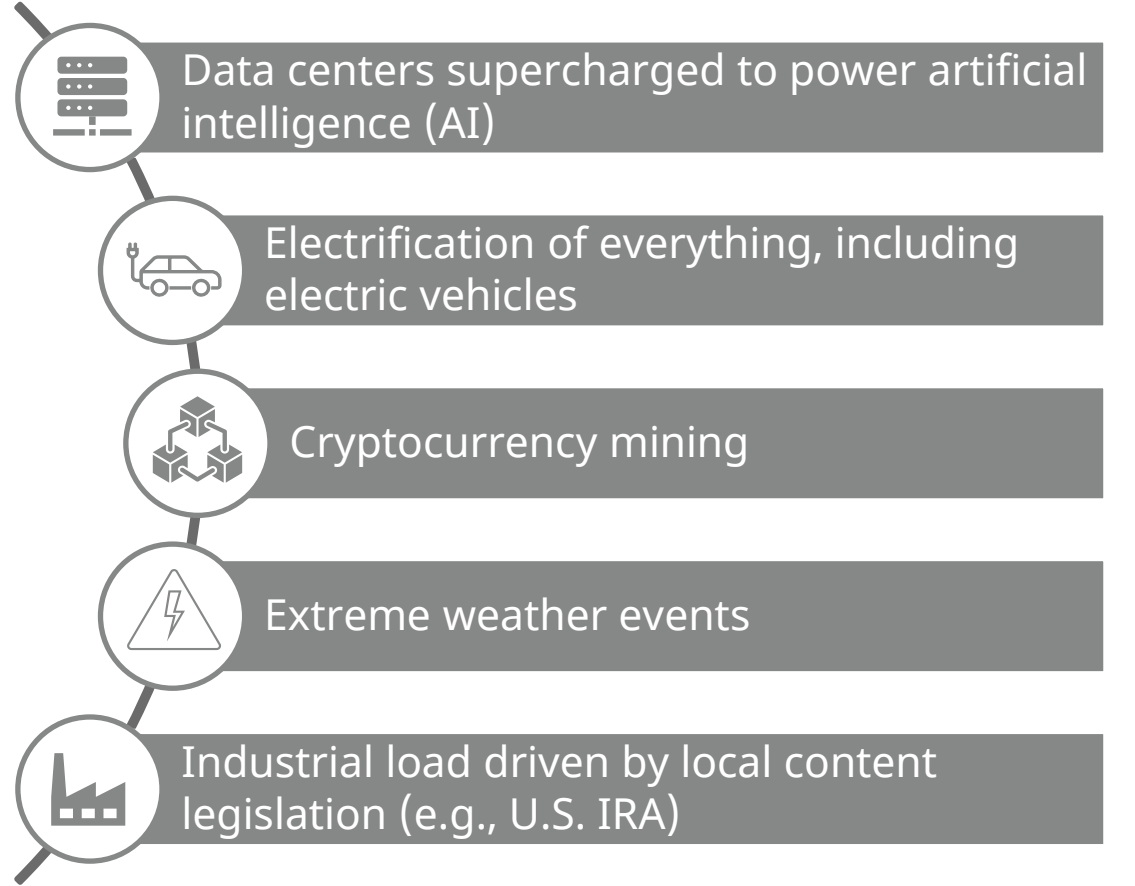 Data centers supercharged to power artificial
intelligence (AI)
Electrification of everything, including
electric vehicles
Cryptocurrency mining
Extreme weather events
Industrial load driven by local content
legislation (e.g., U.S. IRA)